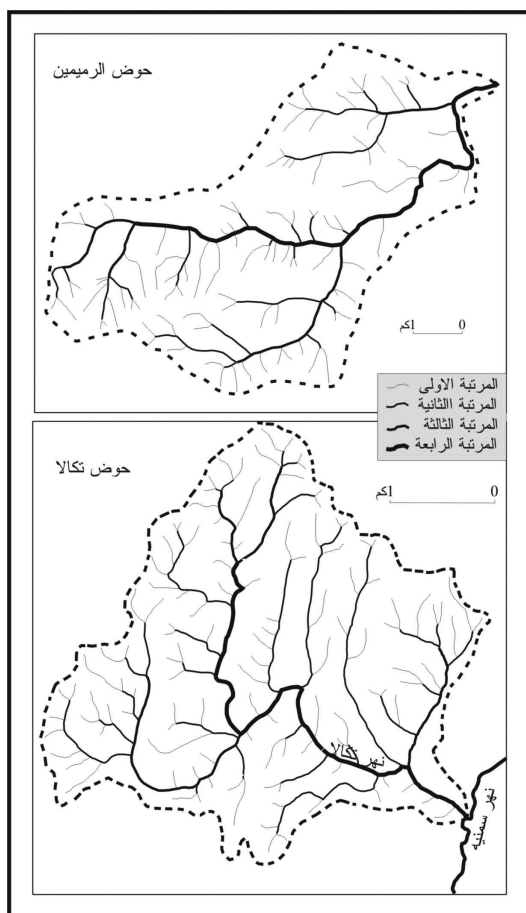 حوض الرميمين
1كم 0
المرتبة الاولى
المرتبة الثانية
المرتبة الثالثة
المرتبة الرابعة
حوض تكالا
1كم 0
نهر تكالا
نهر سمنيه